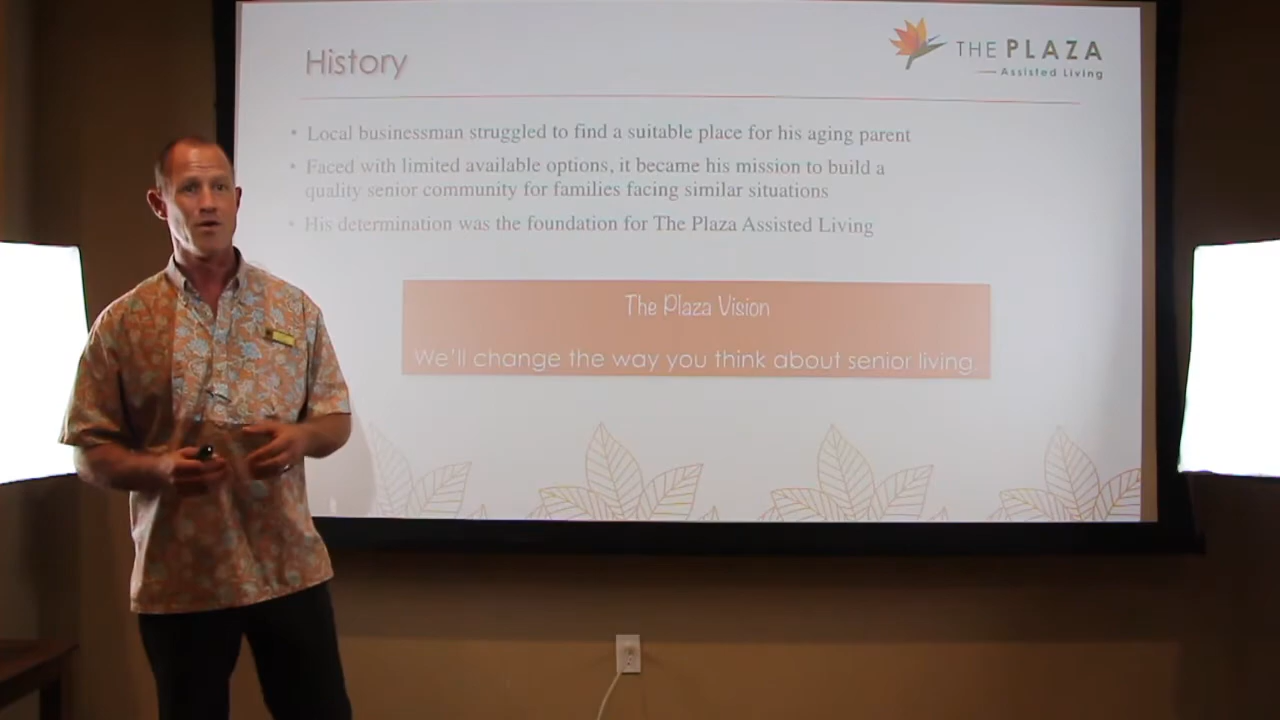 History
THE PLAZA
Assisted Living
• Local businessman struggled to find a suitable place for his aging parent
• Faced with limited available options, it became his mission to build a
quality senior community for families facing similar situations
• His determination was the foundation for The Plaza Assisted Living
The Plaza Vision
We'll change the way you think about senior living